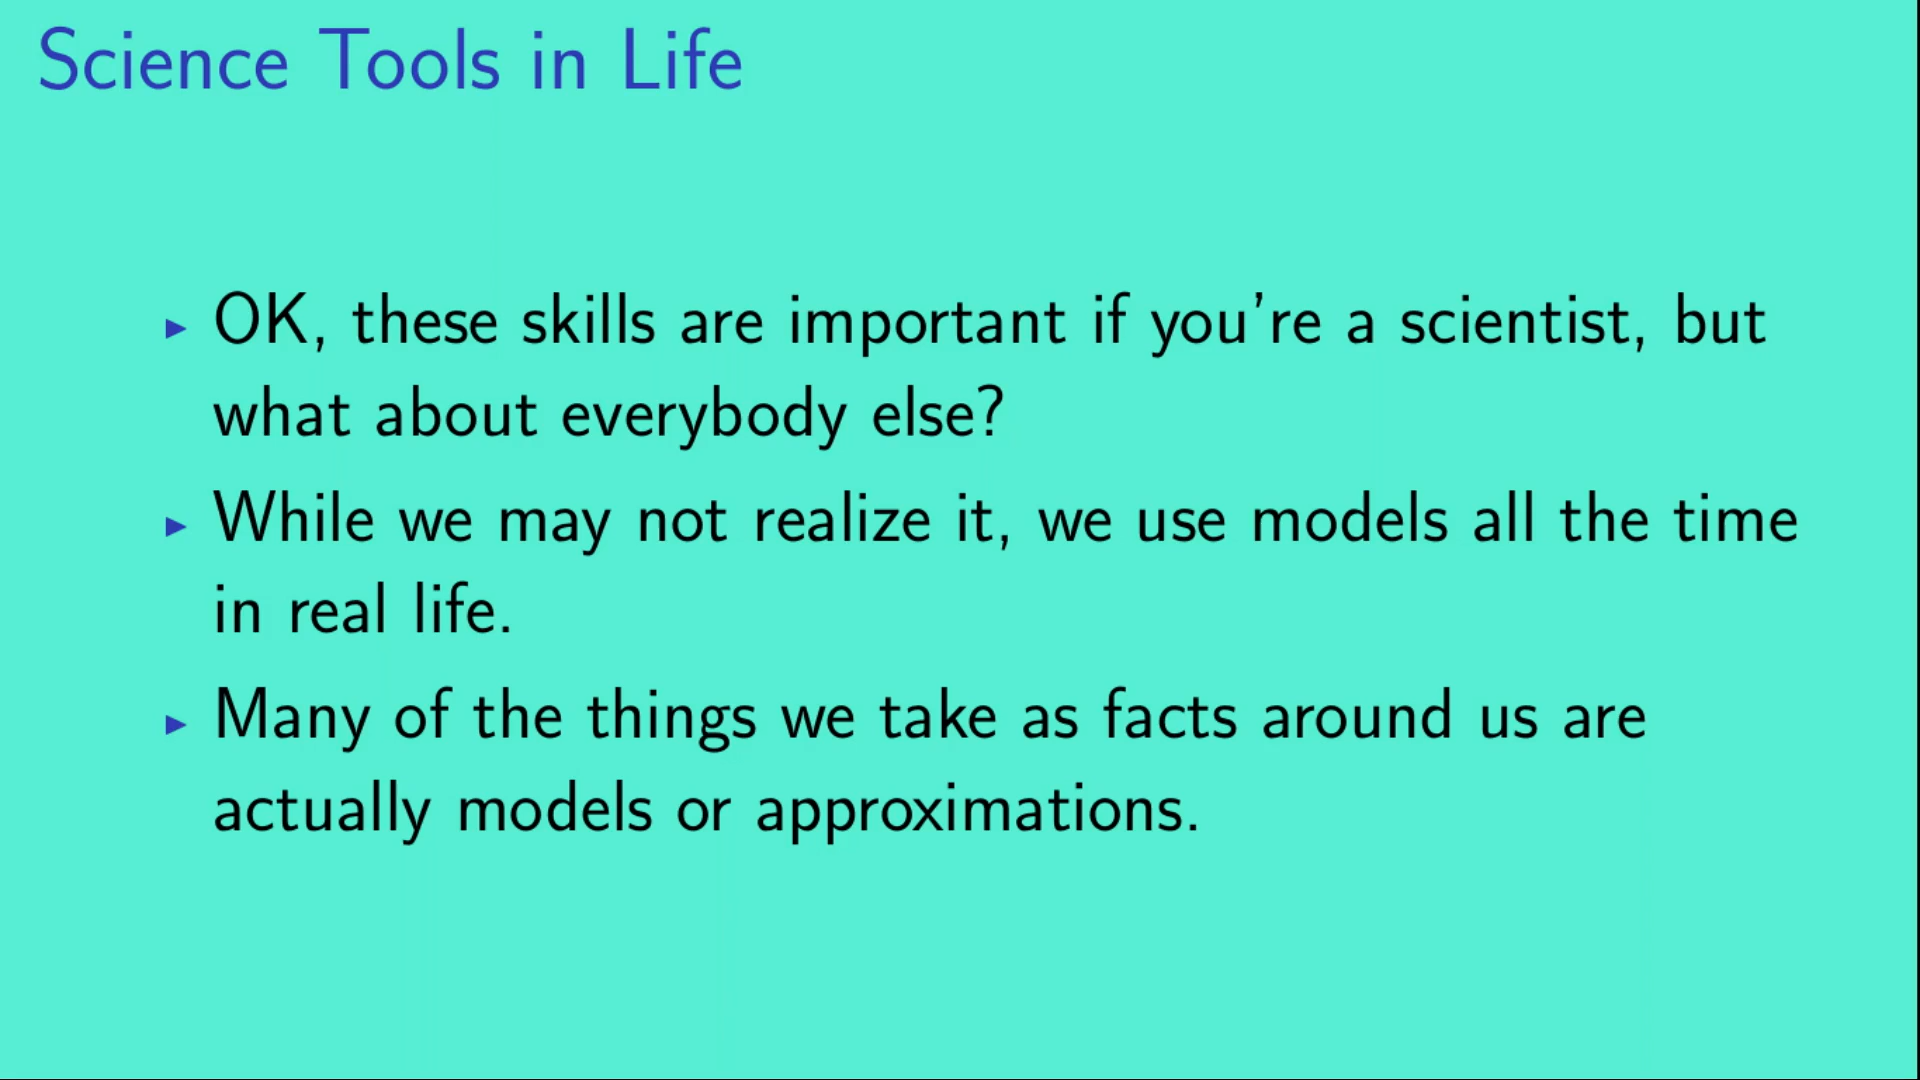 Science Tools in Life
▶ OK, these skills are important if you're a scientist, but
what about everybody else?
▶ While we may not realize it, we use models all the time
in real life.
▶ Many of the things we take as facts around us are
actually models or approximations.